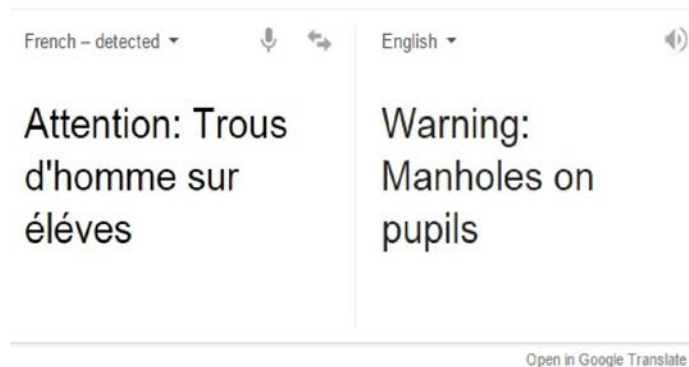 French – detected
English
Attention: Trous
d'homme sur
éléves
Warning:
Manholes on
pupils
Open in Google Translate